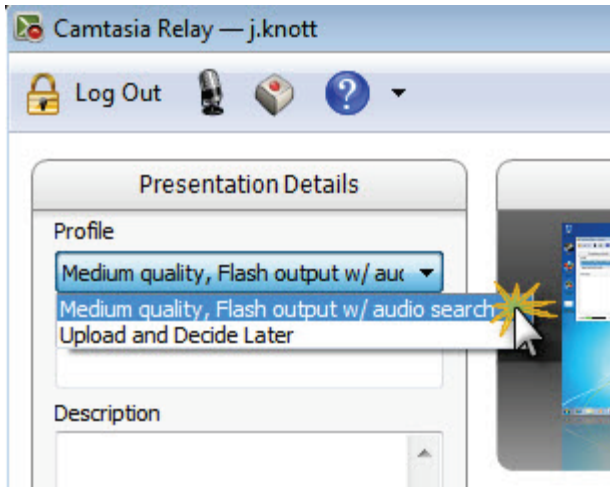 Camtasia Relay — j.knott
Log Out
Presentation Details
Profile
Medium quality, Flash output w/ auc
Medium quality, Flash output w/ audio search
Upload and Decide Later
Description